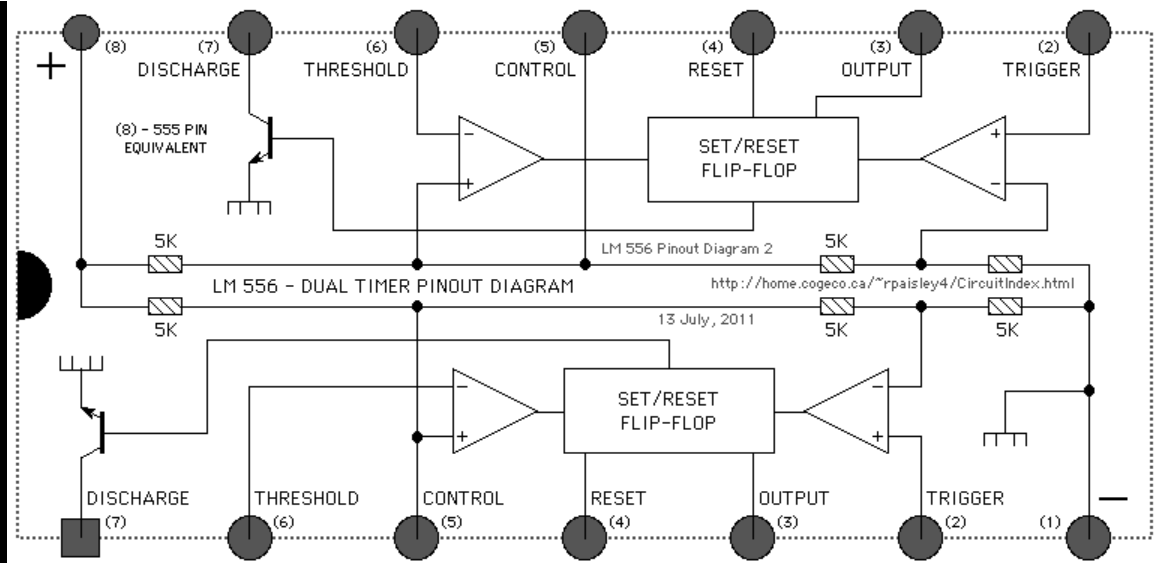 (8) (7) (6) (5) (4) (3) (2)
+ DISCHARGE THRESHOLD CONTROL RESET OUTPUT TRIGGER
(8) - 555 PIN
EQUIVALENT
- +
SET/RESET
FLIP-FLOP
+ -
LM 556 Pinout Diagram 2
5K 5K
LM 556 - DUAL TIMER PINOUT DIAGRAM
http://home.cogeco.ca/~rpaisley4/CircuitIndex.html
13 July, 2011
5K 5K 5K
- -
SET/RESET
FLIP-FLOP
+ +
DISCHARGE THRESHOLD CONTROL RESET OUTPUT TRIGGER -
(7) (6) (5) (4) (3) (2) (1)